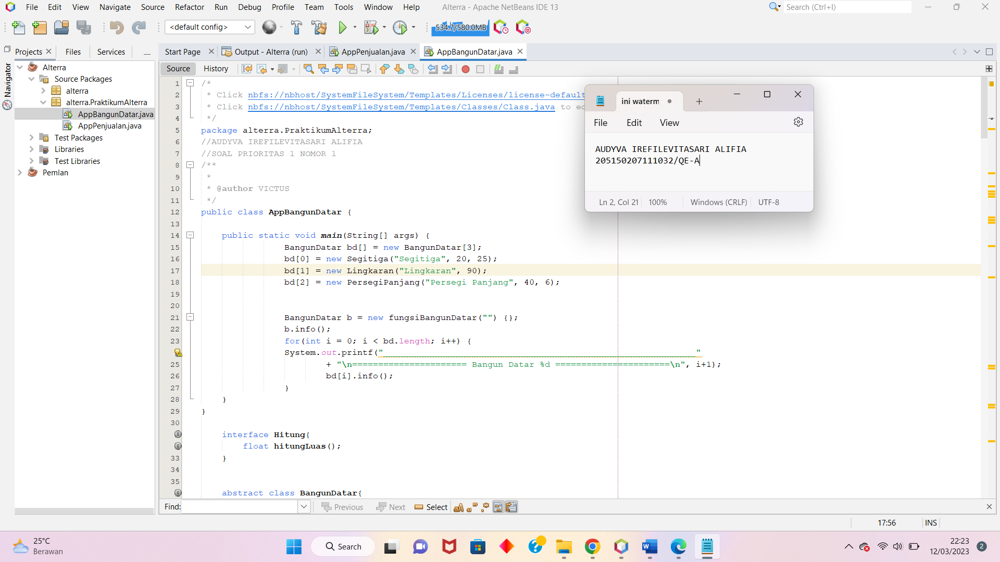 File Edit View Navigate Source Refactor Run Debug Profile Team Tools Window Help Alterra - Apache NetBeans IDE 13 Search (Ctrl+I)
<default config> 534.7/580.0MB
Projects Files Services Start Page Output - Alterra (run) AppPenjualan.java AppBangunDatar.java
Navigator
Alterra
Source Packages
alterra
alterra.PraktikumAlterra
AppBangunDatar.java
AppPenjualan.java
Test Packages
Libraries
Test Libraries
Pemlan
Source History
1 /*
2 * Click nbfs://nbhost/SystemFileSystem/Templates/Licenses/license-default
3 * Click nbfs://nbhost/SystemFileSystem/Templates/Classes/Class.java to ed
4 */
5 package alterra.PraktikumAlterra;
6 //AUDYVA IREFILEVITASARI ALIFIA
7 //SOAL PRIORITAS 1 NOMOR 1
8 /**
9 *
10 * @author VICTUS
11 */
12 public class AppBangunDatar {
13
14 public static void main(String[] args) {
15 BangunDatar bd[] = new BangunDatar[3];
16 bd[0] = new Segitiga("Segitiga", 20, 25);
17 bd[1] = new Lingkaran("Lingkaran", 90);
18 bd[2] = new PersegiPanjang("Persegi Panjang", 40, 6);
19
20
21 BangunDatar b = new fungsiBangunDatar("") {};
22 b.info();
23 for(int i = 0; i < bd.length; i++) {
System.out.printf("____________________________________________________________"
25 + "\n====================== Bangun Datar %d ======================\n", i+1);
26 bd[i].info();
27 }
28 }
29 }
30
interface Hitung{
float hitungLuas();
33 }
34
35
abstract class BangunDatar{
ini waterm
File Edit View
AUDYVA IREFILEVITASARI ALIFIA
205150207111032/QE-A
Ln 2, Col 21 100% Windows (CRLF) UTF-8
Find: Previous Next Select
17:56 INS
25°C
Berawan
Search
22:23
12/03/2023
2